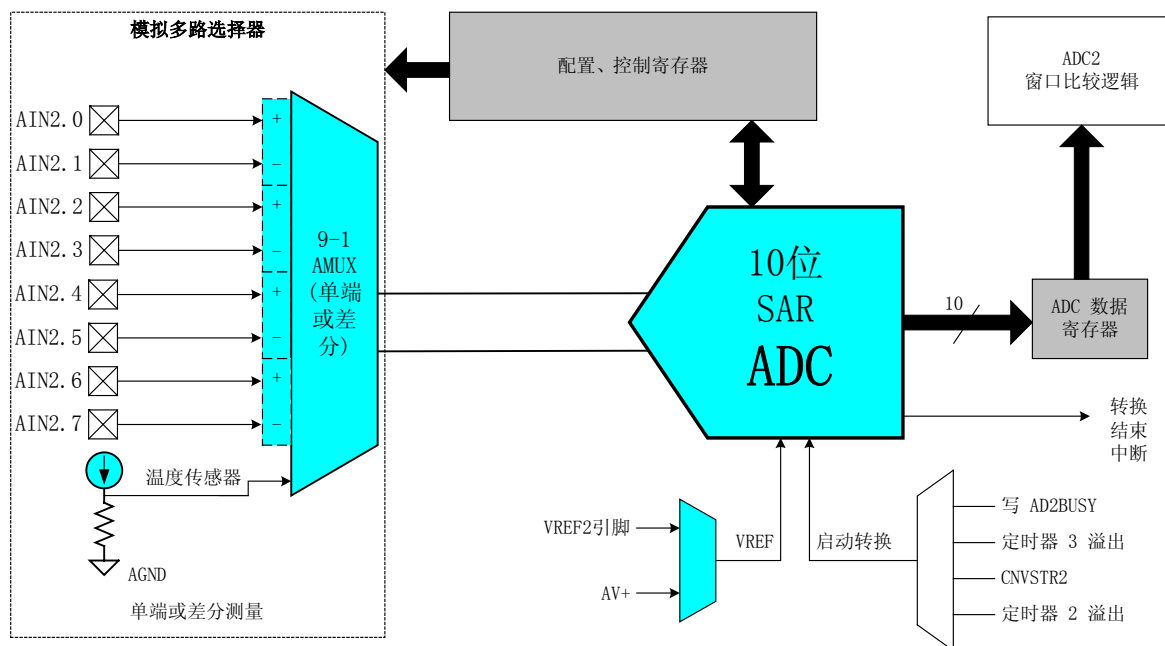 模拟多路选择器
AIN2.0
AIN2.1
AIN2.2
AIN2.3
AIN2.4
AIN2.5
AIN2.6
AIN2.7
+
−
+
−
+
−
+
−
9-1
AMUX
(单端
或差
分)
温度传感器
AGND
单端或差分测量
配置、控制寄存器
ADC2
窗口比较逻辑
10位
SAR
ADC
10
ADC 数据
寄存器
转换
结束
中断
VREF2引脚
AV+
VREF
启动转换
写 AD2BUSY
定时器 3 溢出
CNVSTR2
定时器 2 溢出